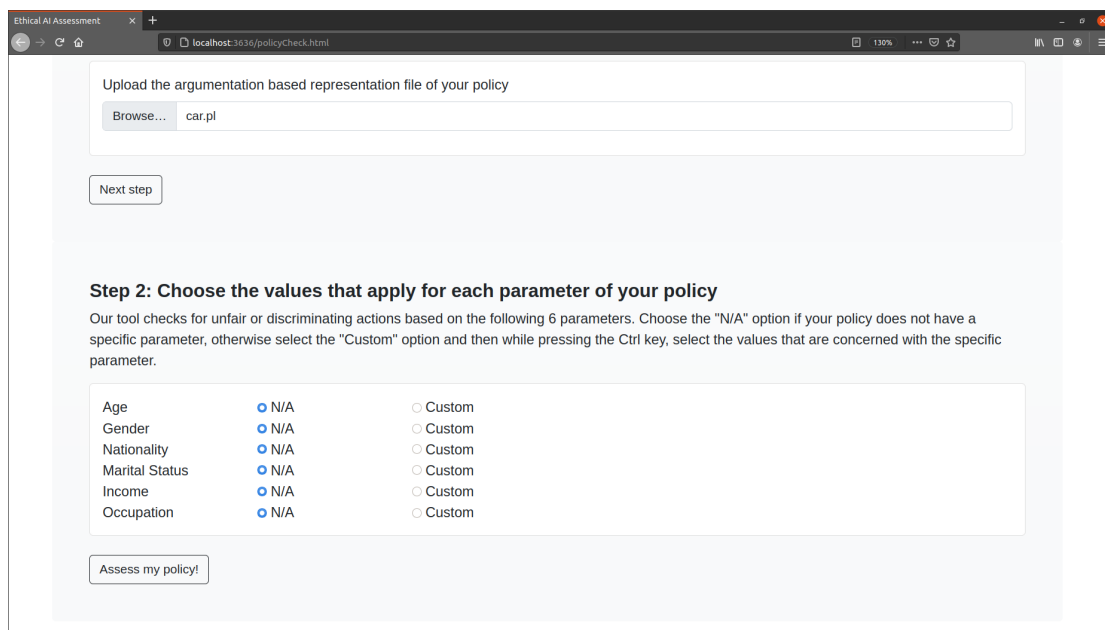 Ethical AI Assessment
localhost:3636/policyCheck.html
130%
Upload the argumentation based representation file of your policy
Browse… car.pl
Next step
Step 2: Choose the values that apply for each parameter of your policy
Our tool checks for unfair or discriminating actions based on the following 6 parameters. Choose the "N/A" option if your policy does not have a
specific parameter, otherwise select the "Custom" option and then while pressing the Ctrl key, select the values that are concerned with the specific
parameter.
Age N/A Custom
Gender N/A Custom
Nationality N/A Custom
Marital Status N/A Custom
Income N/A Custom
Occupation N/A Custom
Assess my policy!